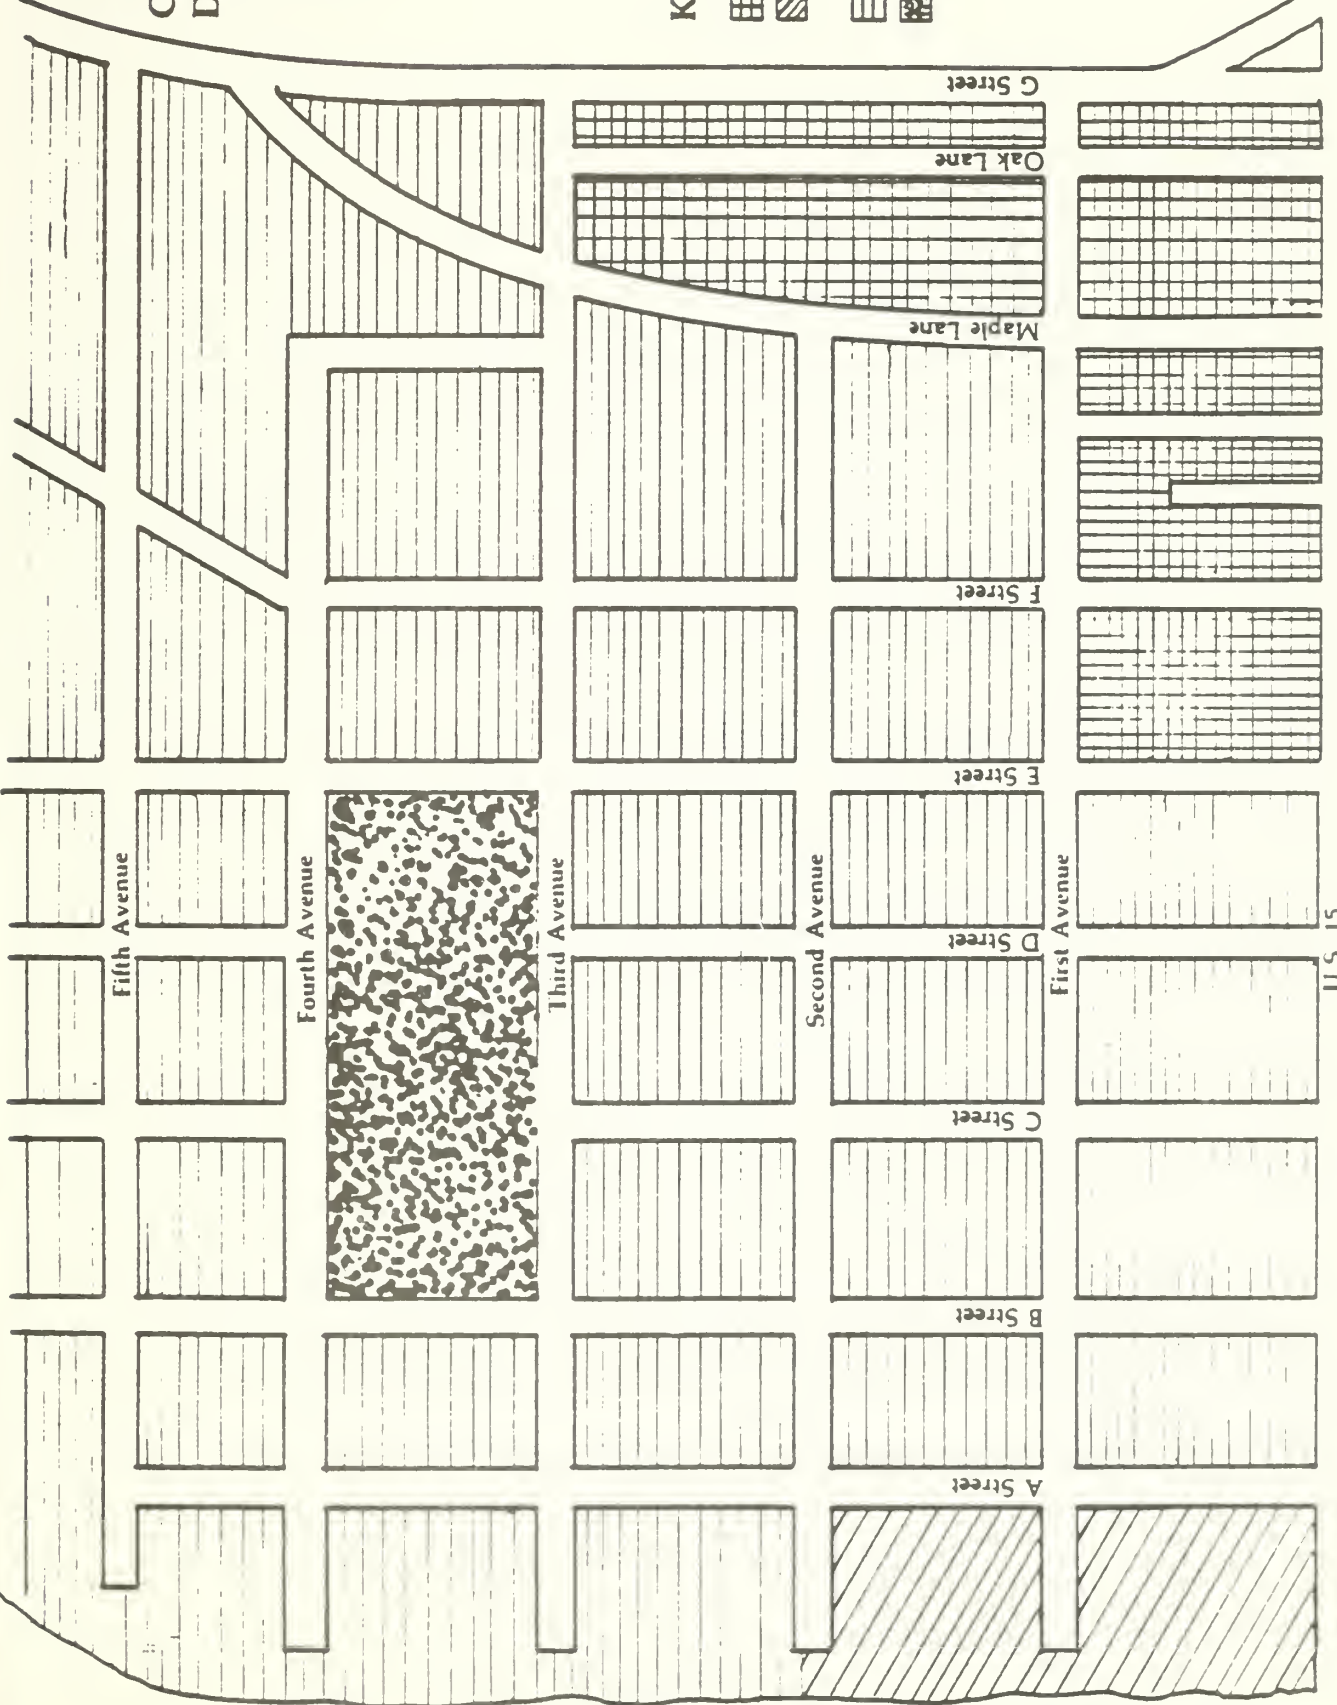 G Street
Oak Lane
Maple Lane
F Street
E Street
Fifth Avenue
Fourth Avenue
Third Avenue
Second Avenue
First Avenue
D Street
U.S. 15
C Street
B Street
A Street